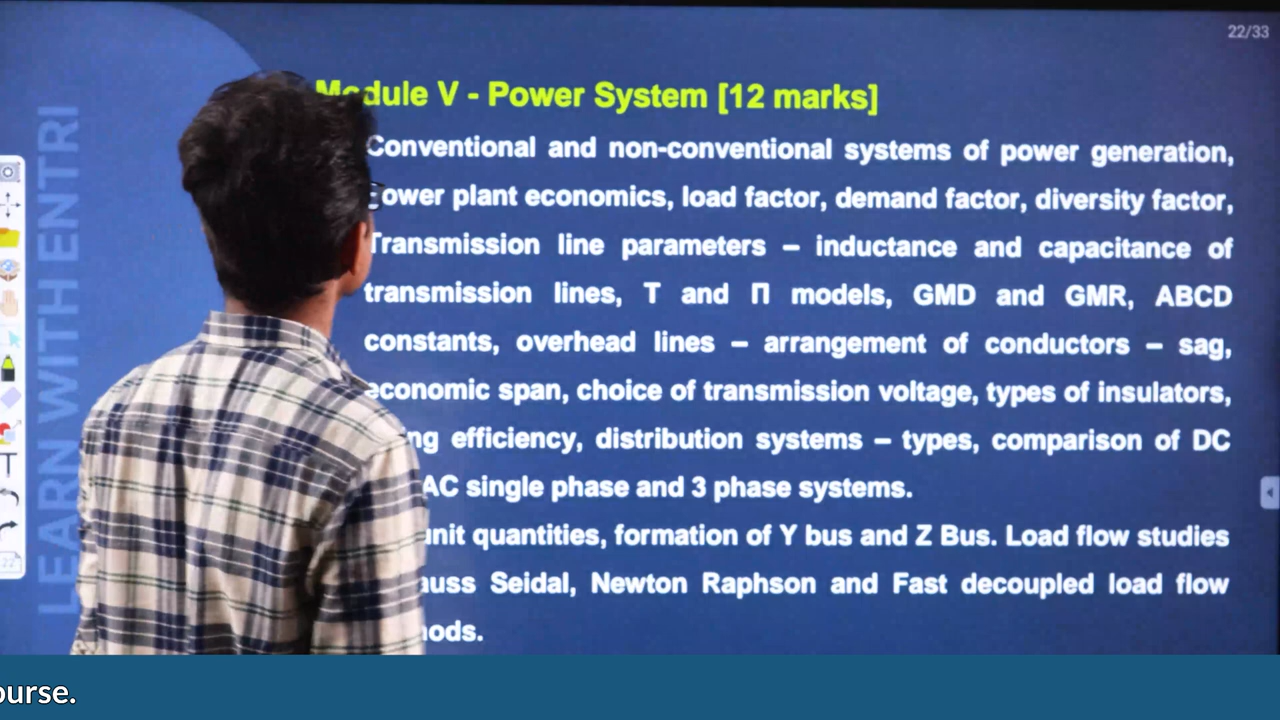 22/33
LEARN WITH ENTRI
Module V - Power System [12 marks]
Conventional and non-conventional systems of power generation,
power plant economics, load factor, demand factor, diversity factor,
Transmission line parameters – inductance and capacitance of
transmission lines, T and Π models, GMD and GMR, ABCD
constants, overhead lines – arrangement of conductors – sag,
economic span, choice of transmission voltage, types of insulators,
ng efficiency, distribution systems – types, comparison of DC
AC single phase and 3 phase systems.
unit quantities, formation of Y bus and Z Bus. Load flow studies
auss Seidal, Newton Raphson and Fast decoupled load flow
hods.
ourse.